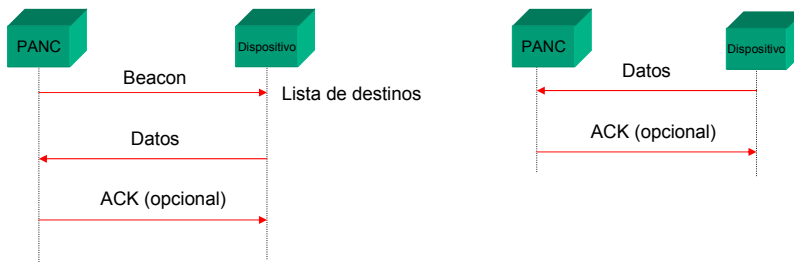 PANC
Dispositivo
Beacon
Lista de destinos
Datos
ACK (opcional)
PANC
Dispositivo
Datos
ACK (opcional)